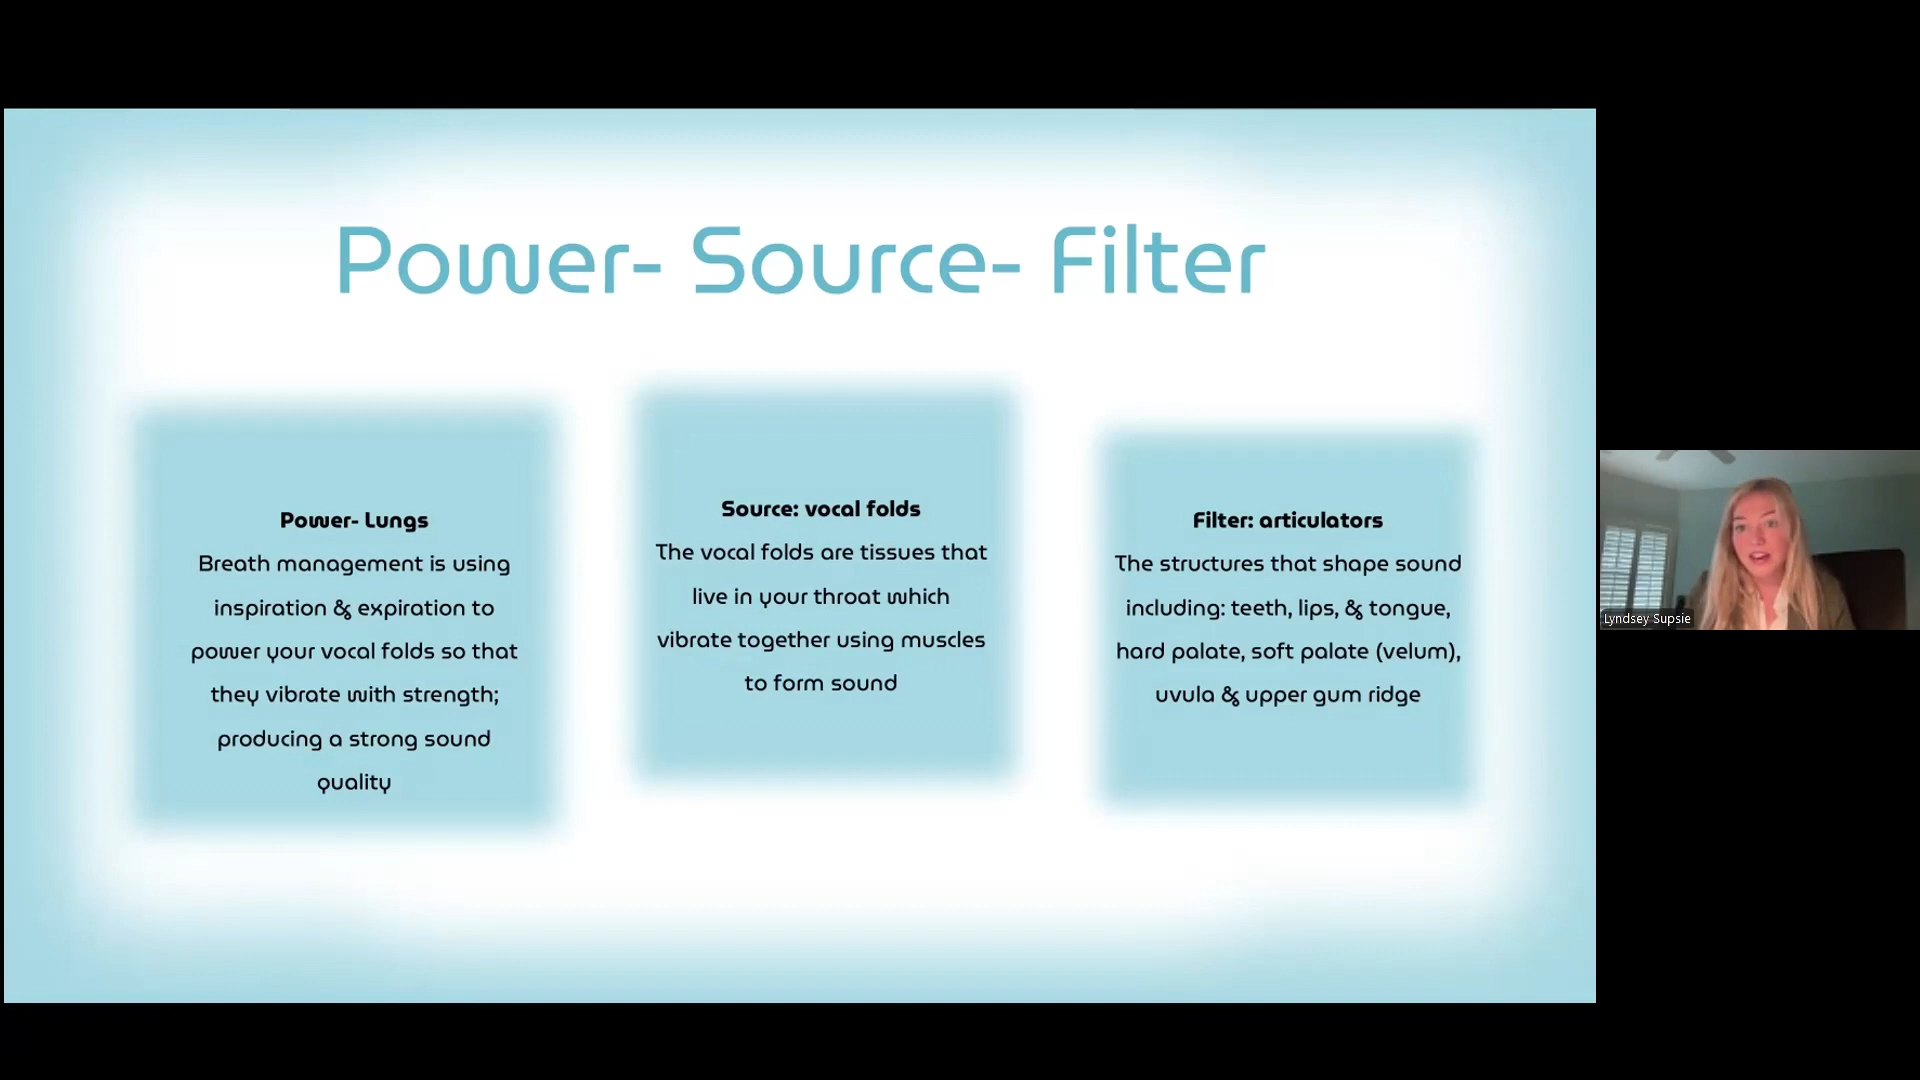 Power- Source- Filter
Power- Lungs
Breath management is using
inspiration & expiration to
power your vocal folds so that
they vibrate with strength;
producing a strong sound
quality
Source: vocal folds
The vocal folds are tissues that
live in your throat which
vibrate together using muscles
to form sound
Filter: articulators
The structures that shape sound
including: teeth, lips, & tongue,
hard palate, soft palate (velum),
uvula & upper gum ridge
Lyndsey Supsie